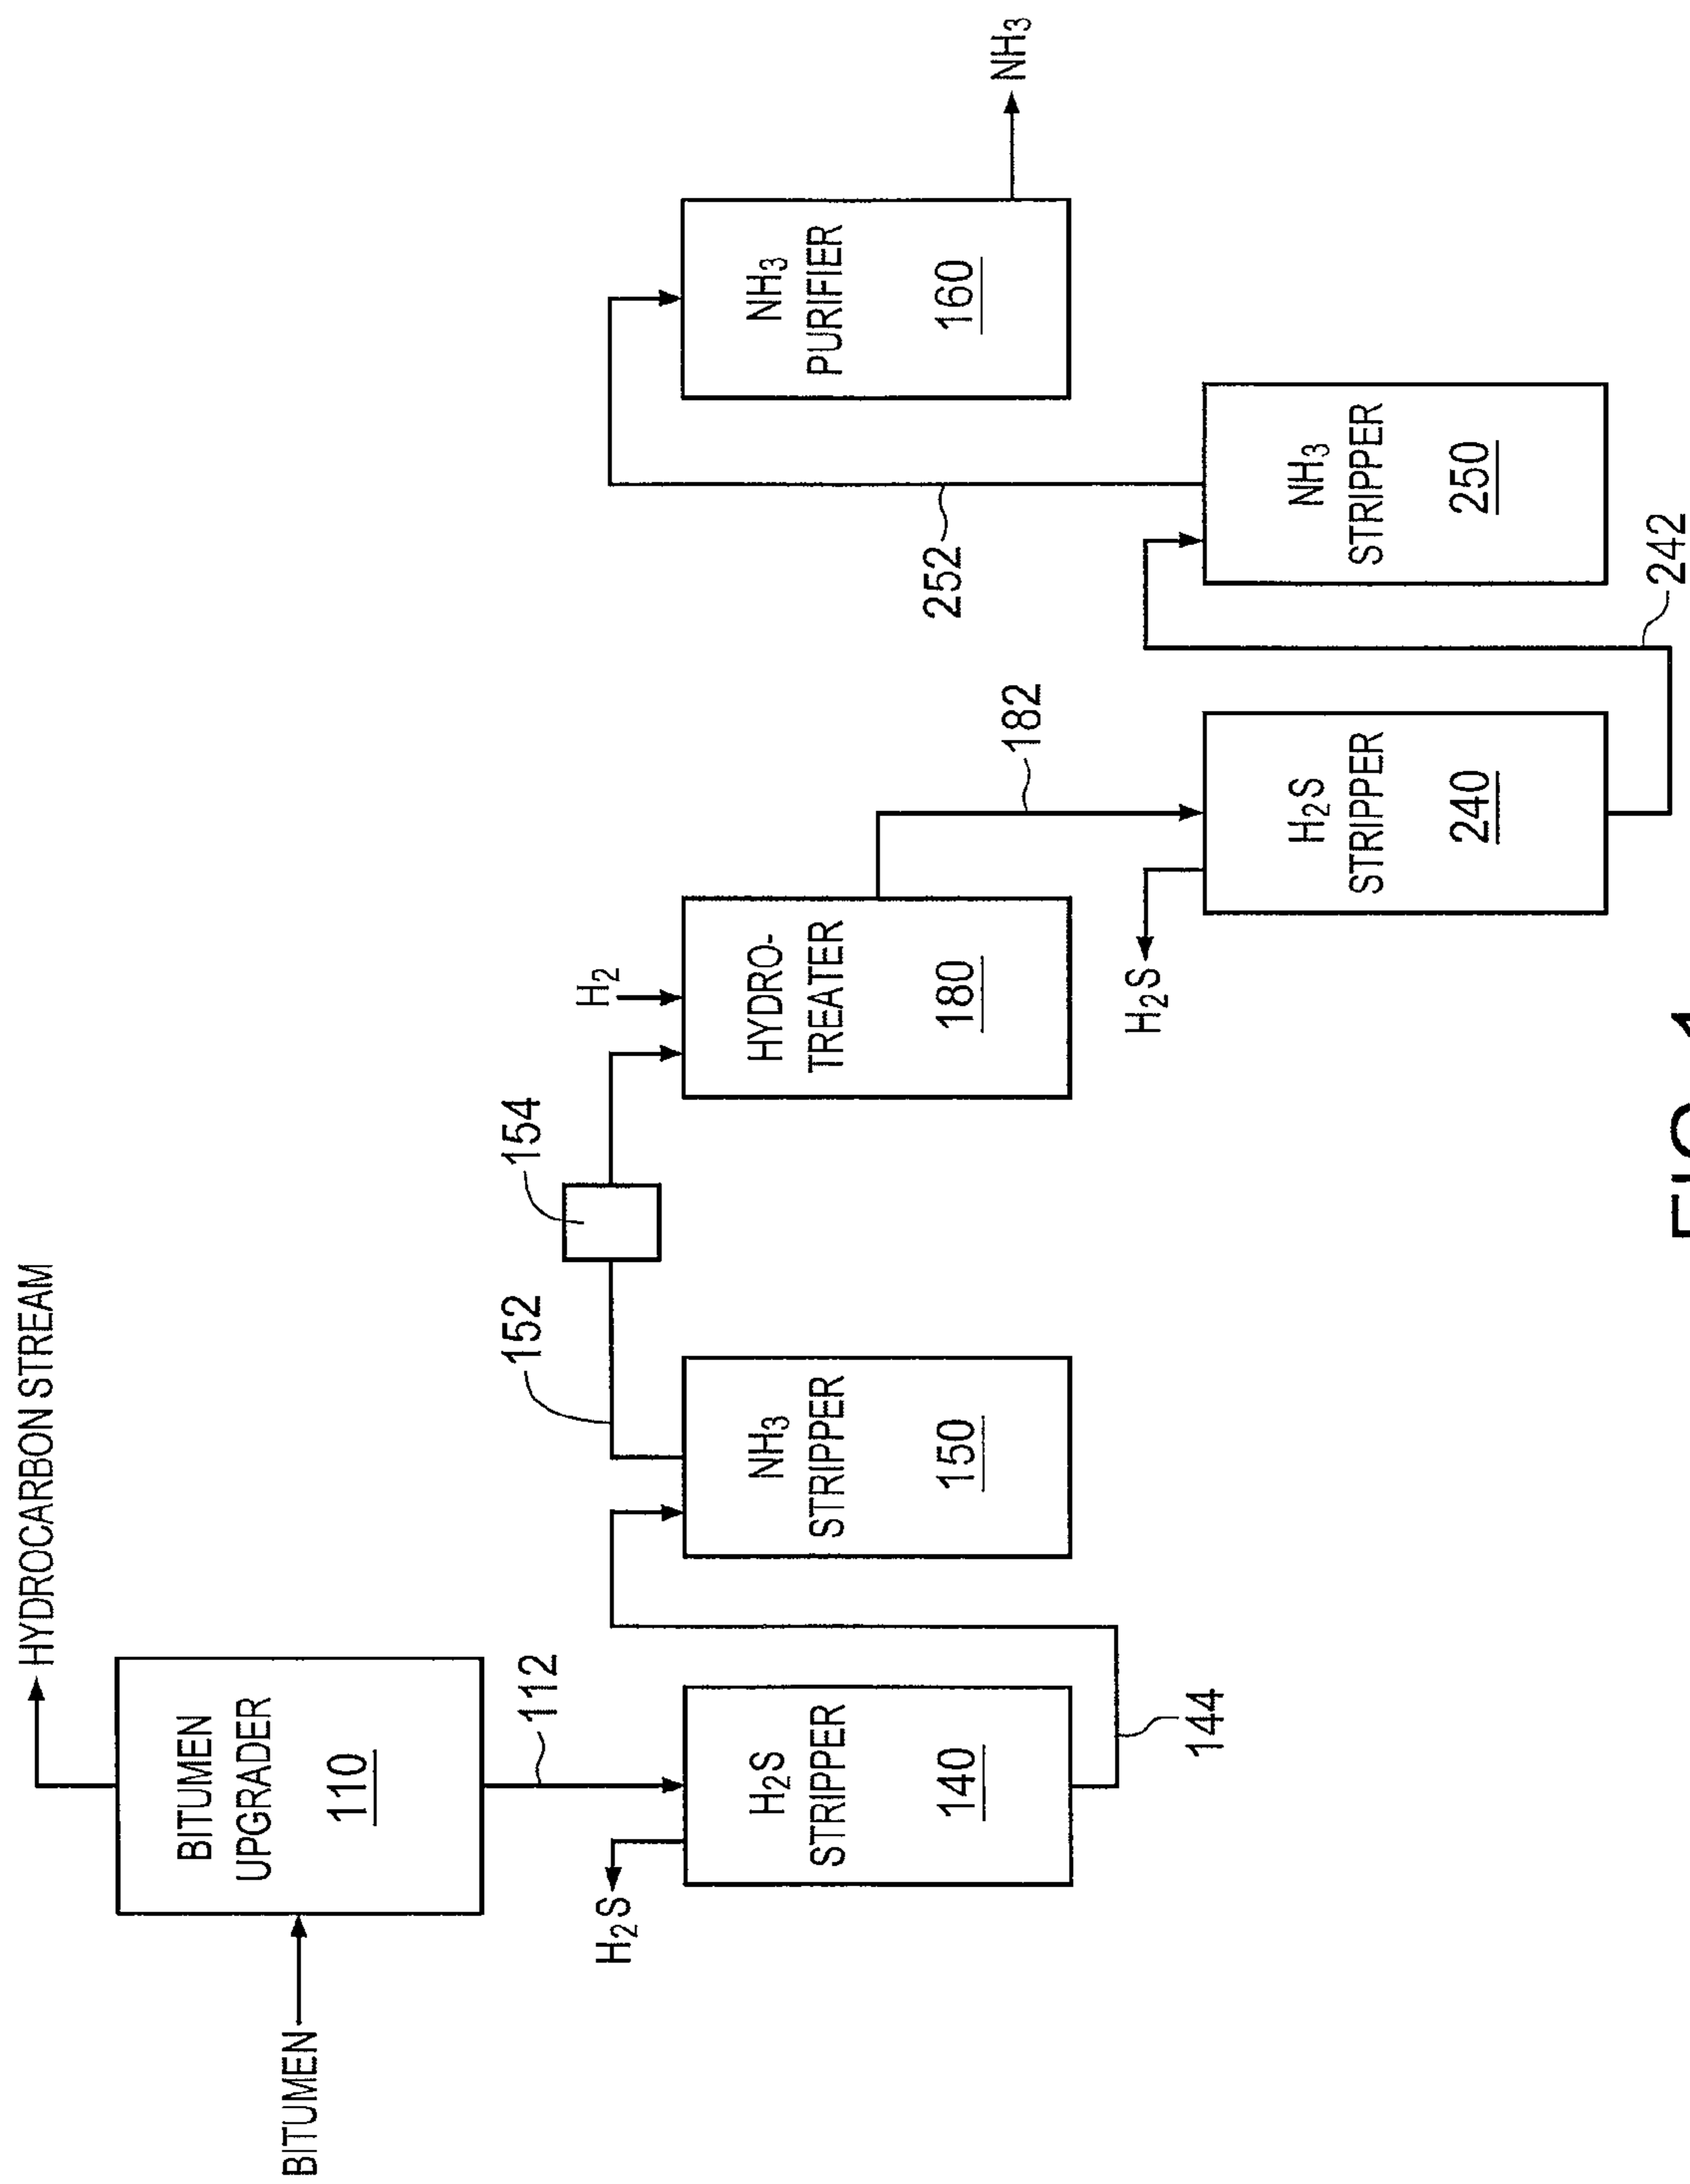 HYDROCARBON STREAM
BITUMEN
BITUMEN
UPGRADER
110
112
H2S
H2S
STRIPPER
140
144
NH3
STRIPPER
150
152
154
H2
HYDRO-
TREATER
180
182
H2S
H2S
STRIPPER
240
242
NH3
STRIPPER
250
252
NH3
PURIFIER
160
NH3